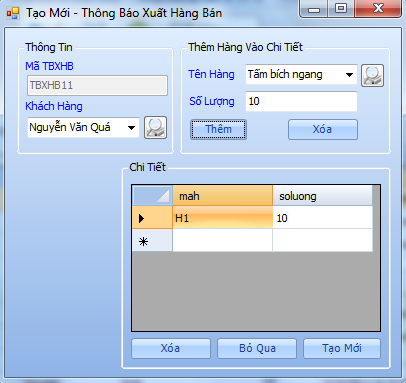 Tạo Mới - Thông Báo Xuất Hàng Bán
Thông Tin
Mã TBXHB
TBXHB11
Khách Hàng
Nguyễn Văn Quá
Thêm Hàng Vào Chi Tiết
Tên Hàng Tấm bích ngang
Số Lượng 10
Thêm Xóa
Chi Tiết
mah soluong
H1 10
Xóa Bỏ Qua Tạo Mới